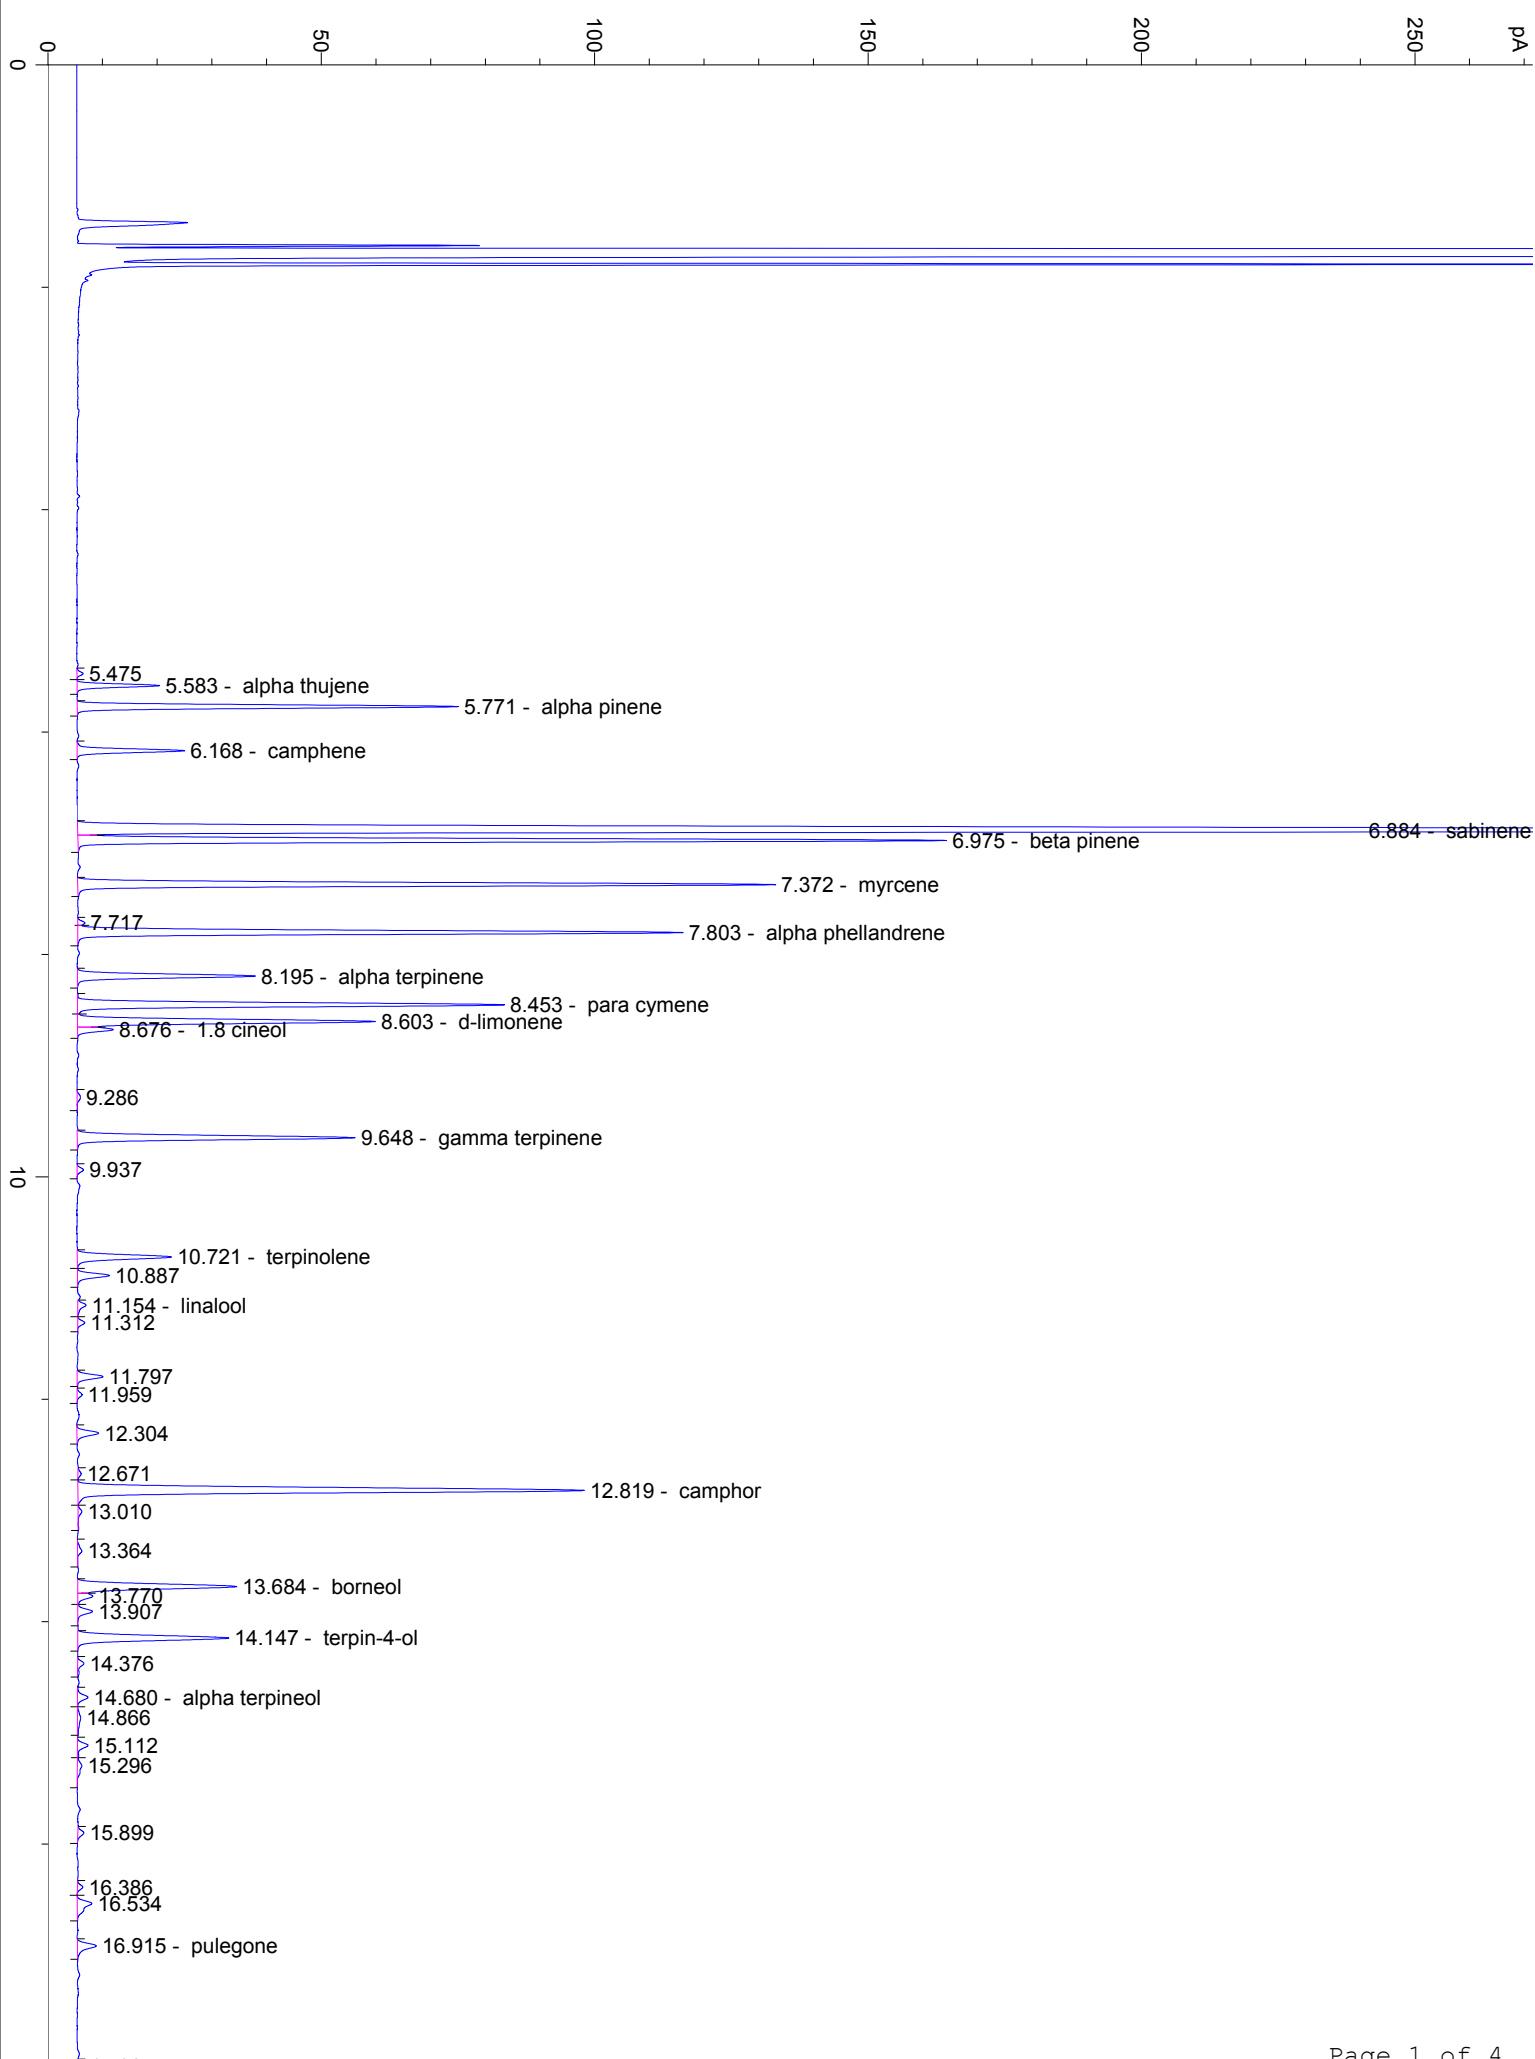 pA
0
50
100
150
200
250
0
5.475
5.583 - alpha thujene
5.771 - alpha pinene
6.168 - camphene
6.884 - sabinene
6.975 - beta pinene
7.372 - myrcene
7.717
7.803 - alpha phellandrene
8.195 - alpha terpinene
8.453 - para cymene
8.603 - d-limonene
8.676 - 1.8 cineol
9.286
9.648 - gamma terpinene
9.937
10
10.721 - terpinolene
10.887
11.154 - linalool
11.312
11.797
11.959
12.304
12.671
12.819 - camphor
13.010
13.364
13.684 - borneol
13.770
13.907
14.147 - terpin-4-ol
14.376
14.680 - alpha terpineol
14.866
15.112
15.296
15.899
16.386
16.534
16.915 - pulegone
Page 1 of 4